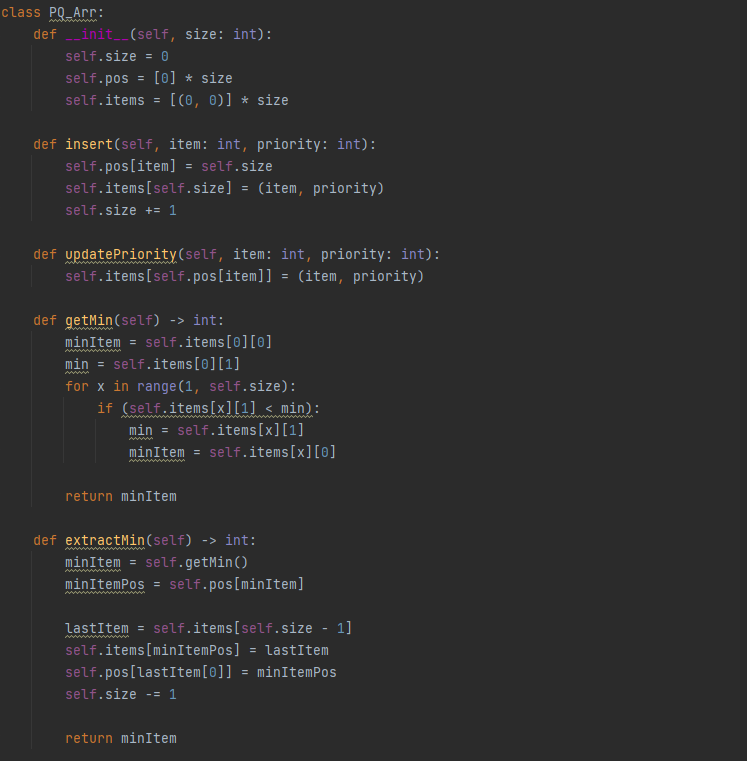 class PQ_Arr:
    def __init__(self, size: int):
        self.size = 0
        self.pos = [0] * size
        self.items = [(0, 0)] * size

    def insert(self, item: int, priority: int):
        self.pos[item] = self.size
        self.items[self.size] = (item, priority)
        self.size += 1

    def updatePriority(self, item: int, priority: int):
        self.items[self.pos[item]] = (item, priority)

    def getMin(self) -> int:
        minItem = self.items[0][0]
        min = self.items[0][1]
        for x in range(1, self.size):
            if (self.items[x][1] < min):
                min = self.items[x][1]
                minItem = self.items[x][0]

        return minItem

    def extractMin(self) -> int:
        minItem = self.getMin()
        minItemPos = self.pos[minItem]

        lastItem = self.items[self.size - 1]
        self.items[minItemPos] = lastItem
        self.pos[lastItem[0]] = minItemPos
        self.size -= 1

        return minItem